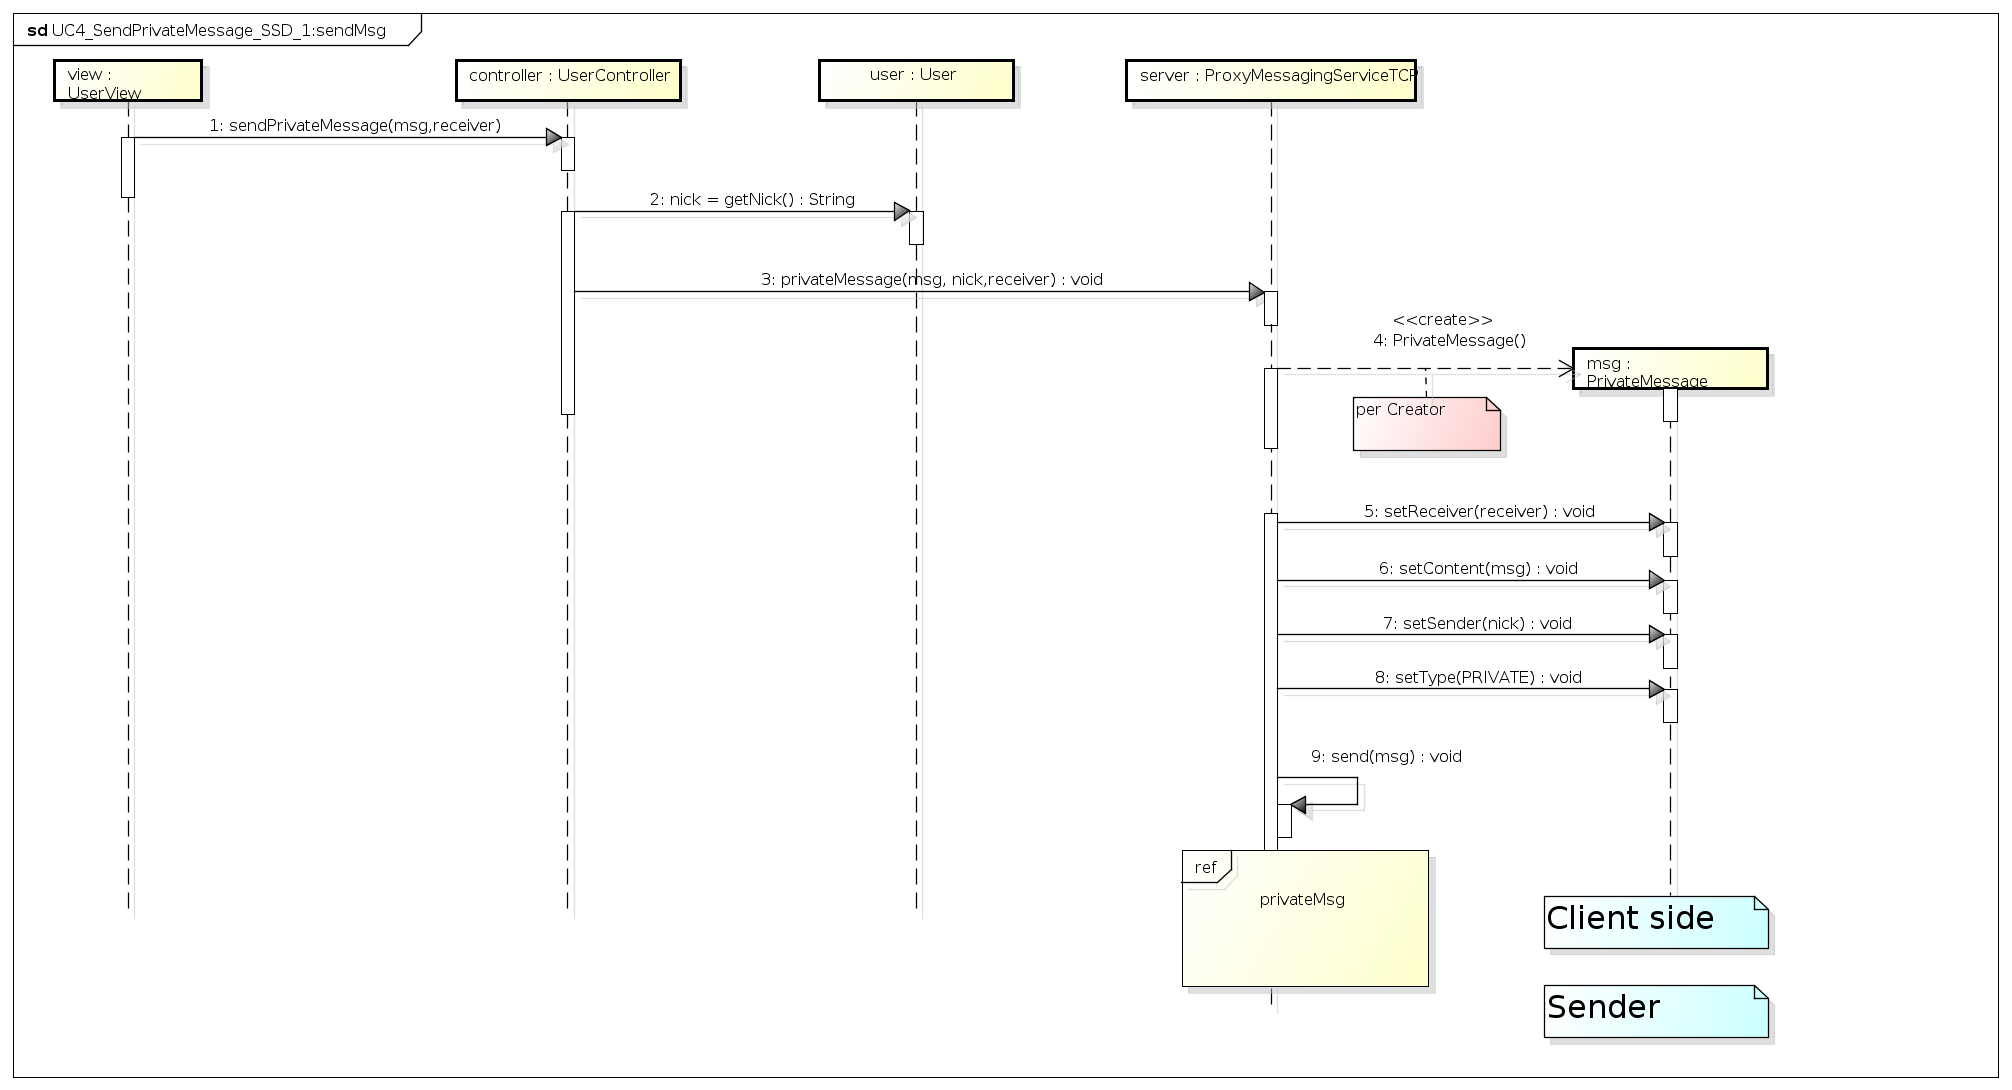 sd UC4_SendPrivateMessage_SSD_1:sendMsg
view :
UserView
controller : UserController
user : User
server : ProxyMessagingServiceTCP
1: sendPrivateMessage(msg,receiver)
2: nick = getNick() : String
3: privateMessage(msg, nick,receiver) : void
<<create>>
4: PrivateMessage()
msg :
PrivateMessage
per Creator
5: setReceiver(receiver) : void
6: setContent(msg) : void
7: setSender(nick) : void
8: setType(PRIVATE) : void
9: send(msg) : void
ref
privateMsg
Client side
Sender